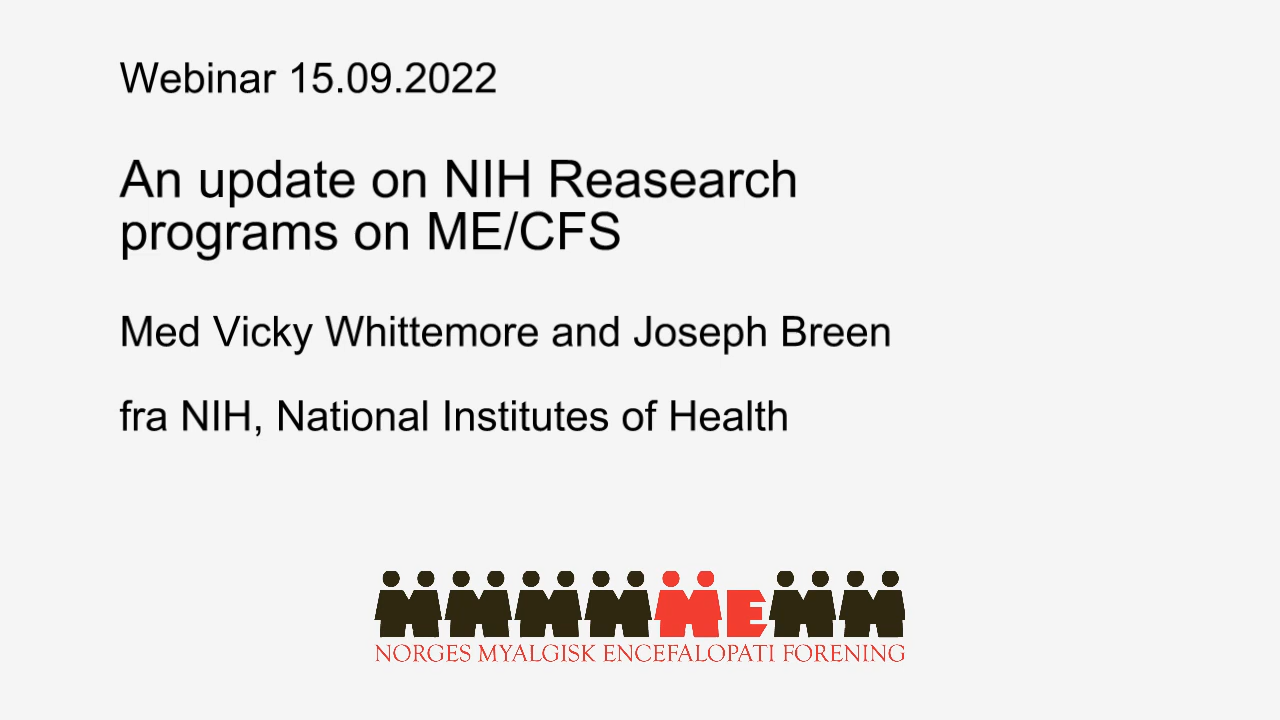 Webinar 15.09.2022
An update on NIH Reasearch
programs on ME/CFS
Med Vicky Whittemore and Joseph Breen
fra NIH, National Institutes of Health
ME
NORGES MYALGISK ENCEFALOPATI FORENING